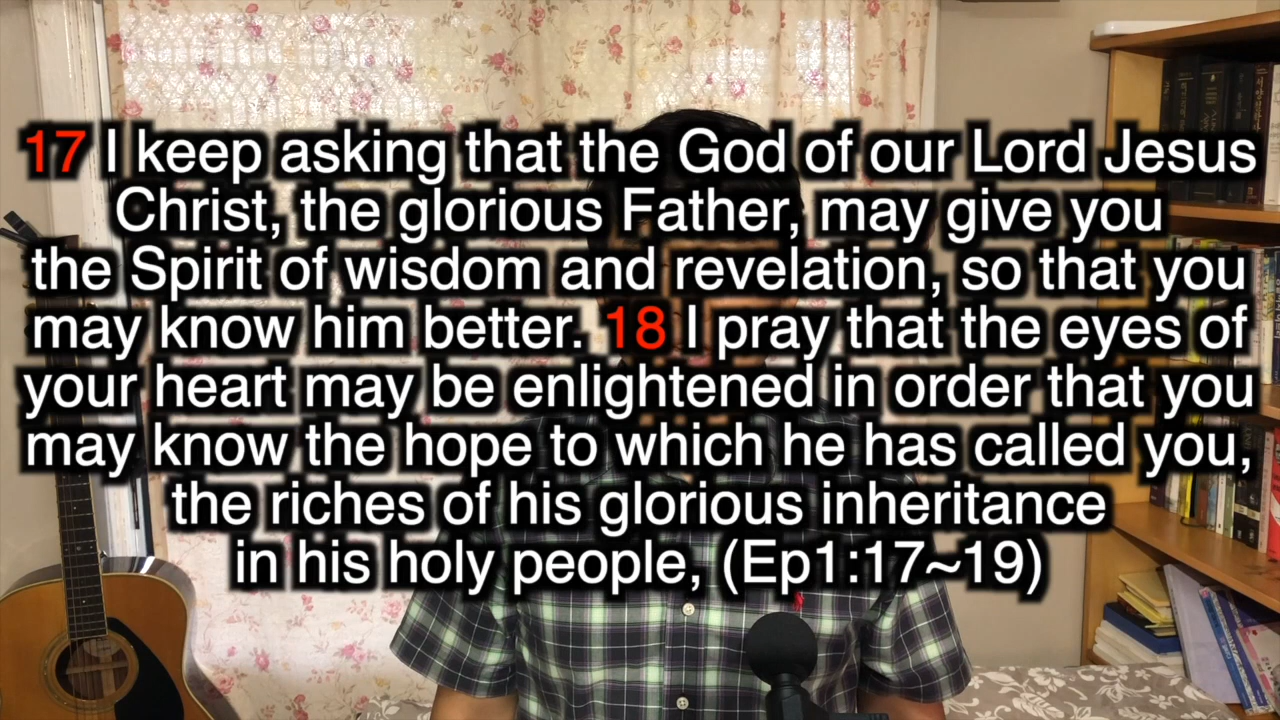 17 I keep asking that the God of our Lord Jesus
Christ, the glorious Father, may give you
the Spirit of wisdom and revelation, so that you
may know him better. 18 I pray that the eyes of
your heart may be enlightened in order that you
may know the hope to which he has called you,
the riches of his glorious inheritance
in his holy people, (Ep1:17~19)